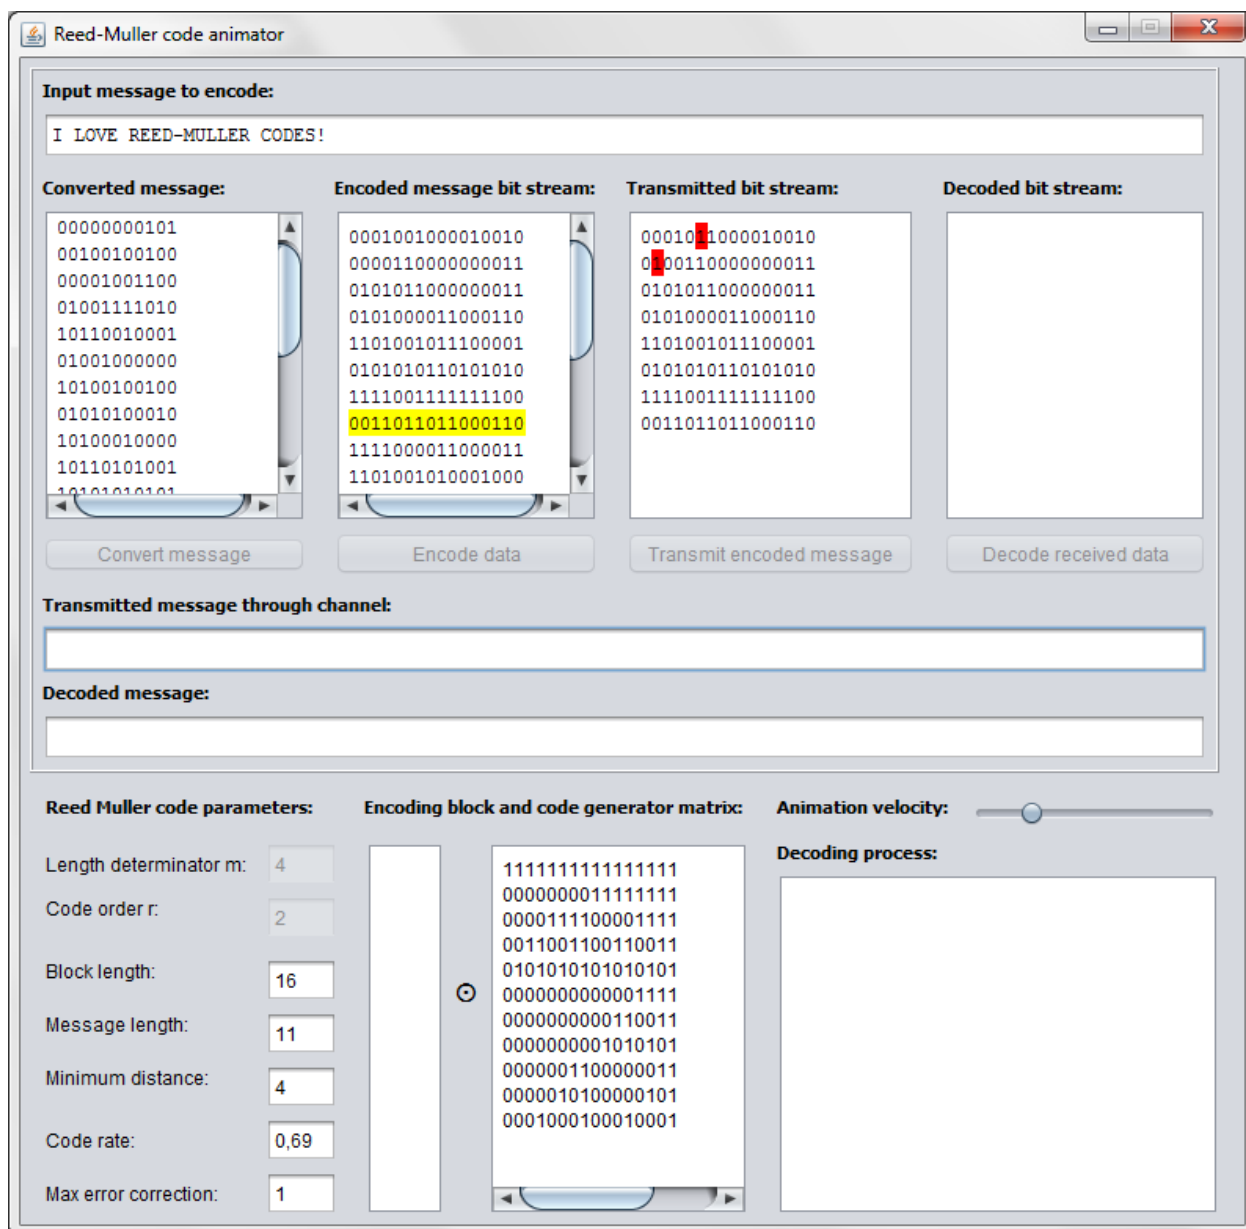 Reed-Muller code animator
Input message to encode:
I LOVE REED-MULLER CODES!
Converted message:
00000000101
00100100100
00001001100
01001111010
10110010001
01001000000
10100100100
01010100010
10100010000
10110101001
10101010101
Encoded message bit stream:
0001001000010010
0000110000000011
0101011000000011
0101000011000110
1101001011100001
0101010110101010
1111001111111100
0011011011000110
1111000011000011
1101001010001000
Transmitted bit stream:
0001011000010010
0100110000000011
0101011000000011
0101000011000110
1101001011100001
0101010110101010
1111001111111100
0011011011000110
Decoded bit stream:
Convert message
Encode data
Transmit encoded message
Decode received data
Transmitted message through channel:
Decoded message:
Reed Muller code parameters:
Length determinator m: 4
Code order r: 2
Block length: 16
Message length: 11
Minimum distance: 4
Code rate: 0,69
Max error correction: 1
Encoding block and code generator matrix:
⊙
1111111111111111
0000000011111111
0000111100001111
0011001100110011
0101010101010101
0000000000001111
0000000000110011
0000000001010101
0000001100000011
0000010100000101
0001000100010001
Animation velocity:
Decoding process: